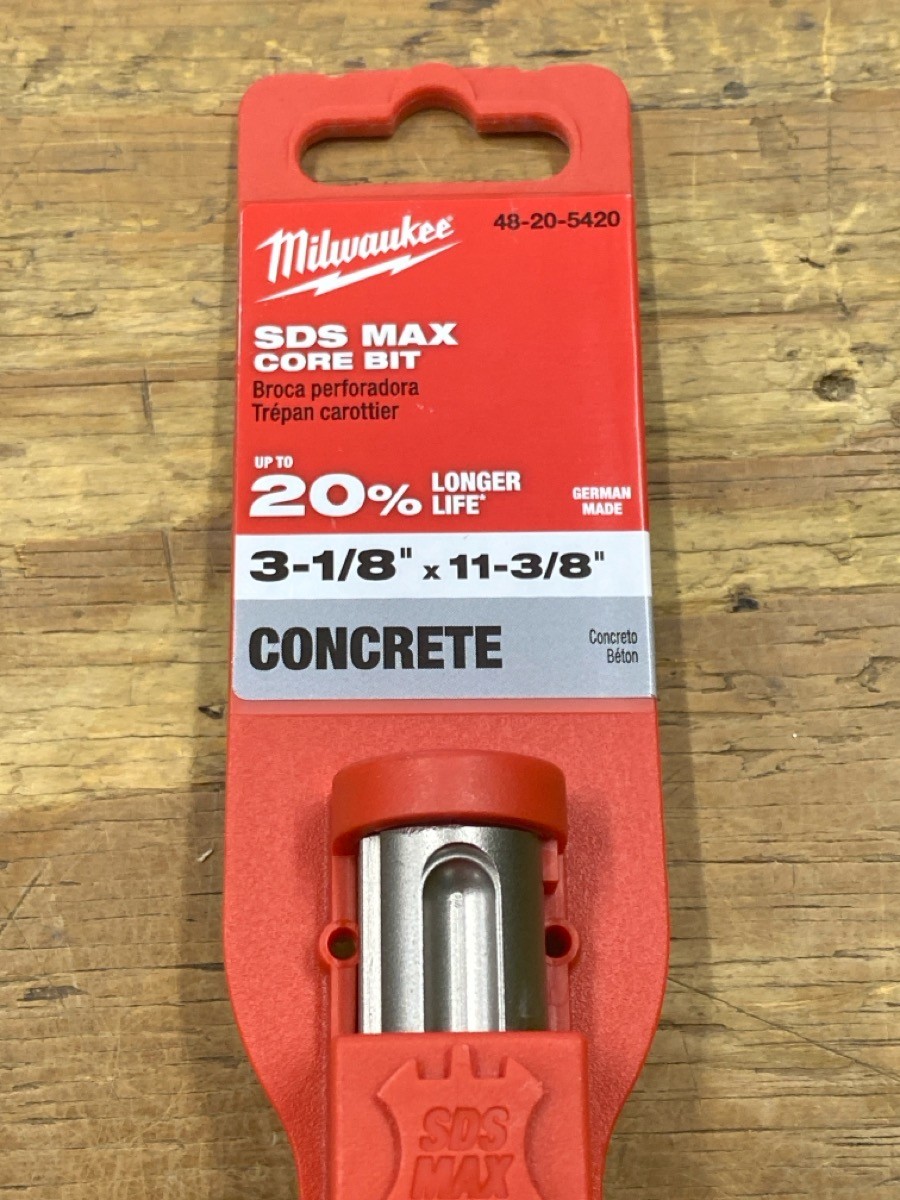 Milwaukee
48-20-5420
SDS MAX
CORE BIT
Broca perforadora
Trépan carottier
UP TO
20% LONGER LIFE*
GERMAN MADE
3-1/8" x 11-3/8"
CONCRETE
Concreto
Béton
SDS
MAX